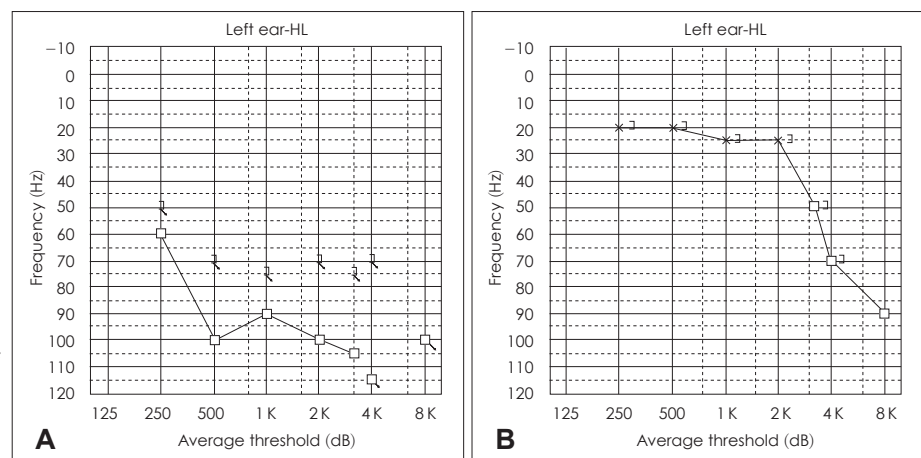 Left ear-HL
Frequency (Hz)
−10
0
10
20
30
40
50
60
70
80
90
100
110
120
125 250 500 1 K 2 K 4 K 8 K
Average threshold (dB)
A
Left ear-HL
Frequency (Hz)
−10
0
10
20
30
40
50
60
70
80
90
100
110
120
125 250 500 1 K 2 K 4 K 8 K
Average threshold (dB)
B